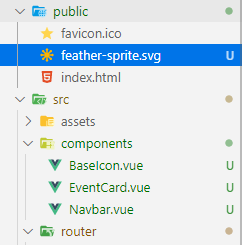 public
favicon.ico
feather-sprite.svg U
index.html
src
assets
components
BaseIcon.vue U
EventCard.vue U
Navbar.vue U
router